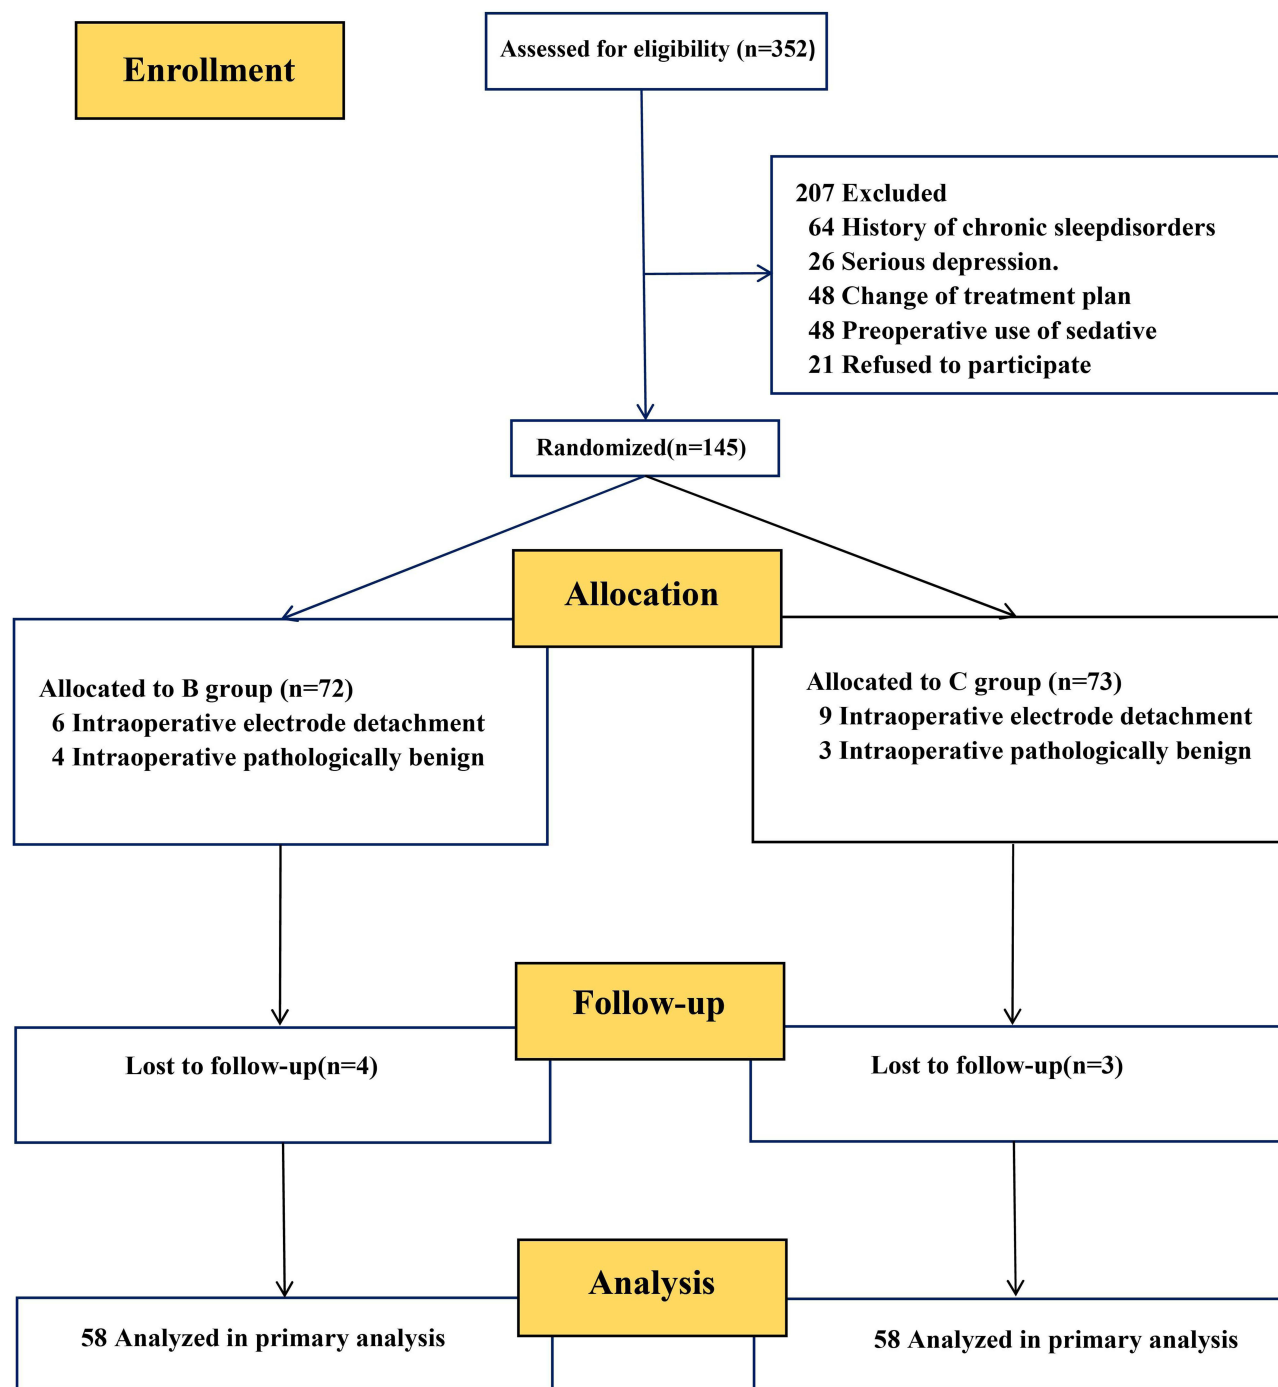 Enrollment
Assessed for eligibility (n=352)
207 Excluded
64 History of chronic sleepdisorders
26 Serious depression.
48 Change of treatment plan
48 Preoperative use of sedative
21 Refused to participate
Randomized(n=145)
Allocation
Allocated to B group (n=72)
6 Intraoperative electrode detachment
4 Intraoperative pathologically benign
Allocated to C group (n=73)
9 Intraoperative electrode detachment
3 Intraoperative pathologically benign
Follow-up
Lost to follow-up(n=4)
Lost to follow-up(n=3)
Analysis
58 Analyzed in primary analysis
58 Analyzed in primary analysis